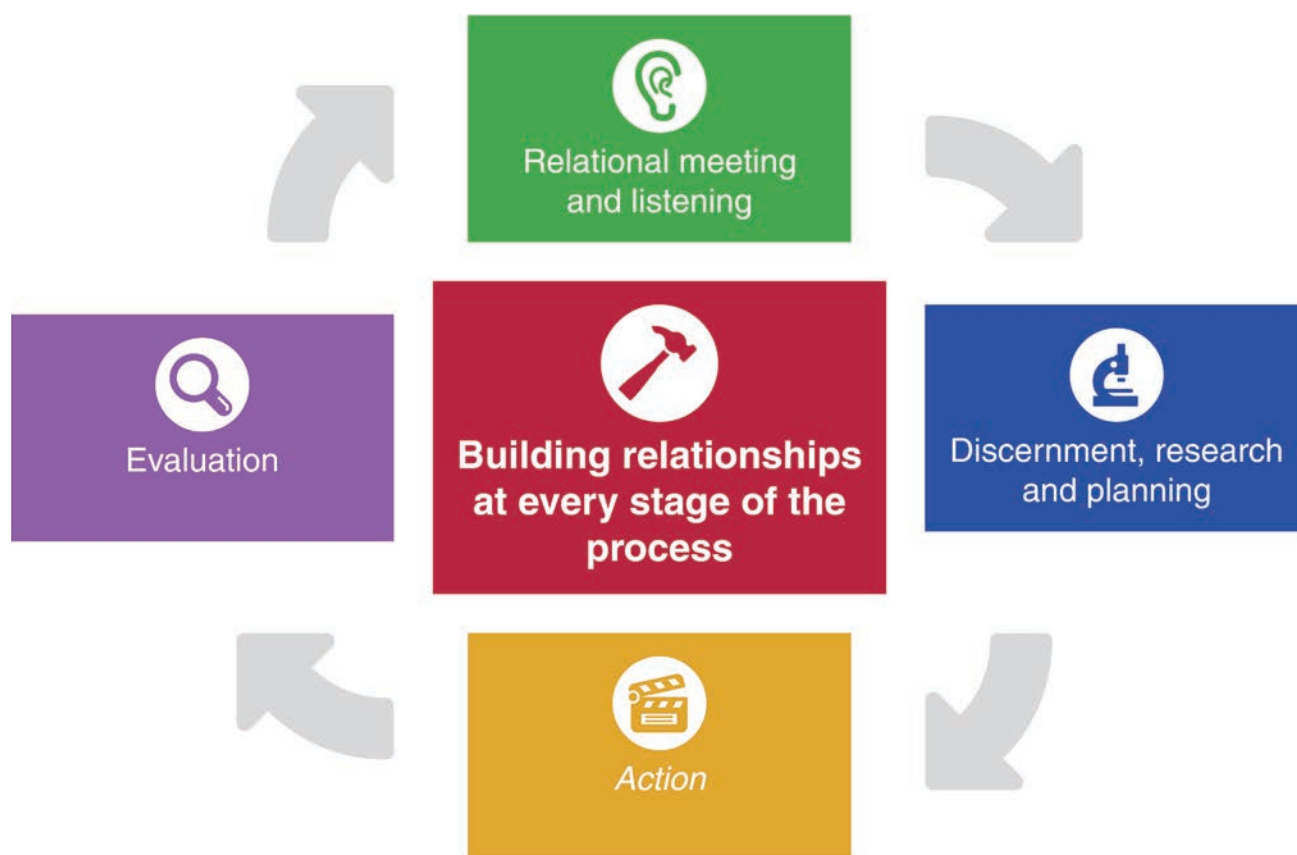 Relational meeting
and listening
Evaluation
Building relationships
at every stage of the
process
Discernment, research
and planning
Action